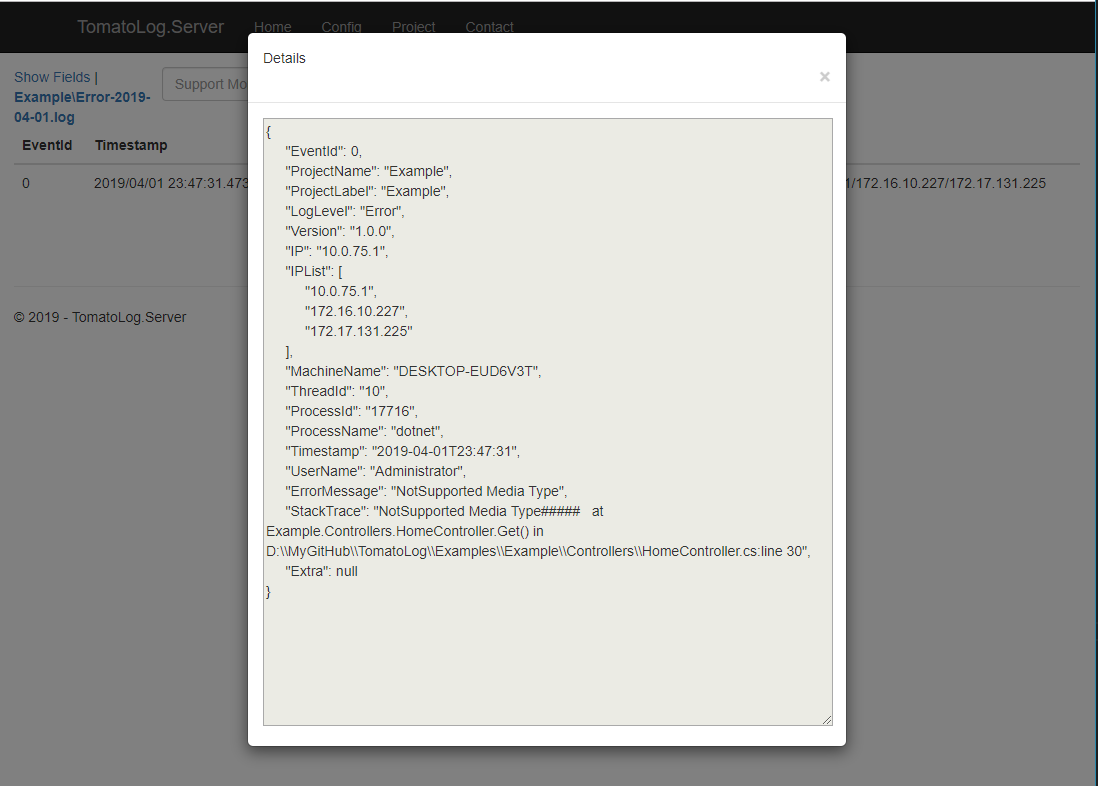 TomatoLog.Server Home Config Project Contact
Details
×
Show Fields |
Example\Error-2019-
04-01.log
Support Mo
EventId Timestamp
0 2019/04/01 23:47:31.473 1/172.16.10.227/172.17.131.225
{
"EventId": 0,
"ProjectName": "Example",
"ProjectLabel": "Example",
"LogLevel": "Error",
"Version": "1.0.0",
"IP": "10.0.75.1",
"IPList": [
"10.0.75.1",
"172.16.10.227",
"172.17.131.225"
],
"MachineName": "DESKTOP-EUD6V3T",
"ThreadId": "10",
"ProcessId": "17716",
"ProcessName": "dotnet",
"Timestamp": "2019-04-01T23:47:31",
"UserName": "Administrator",
"ErrorMessage": "NotSupported Media Type",
"StackTrace": "NotSupported Media Type##### at
Example.Controllers.HomeController.Get() in
D:\\MyGitHub\\TomatoLog\\Examples\\Example\\Controllers\\HomeController.cs:line 30",
"Extra": null
}
© 2019 - TomatoLog.Server